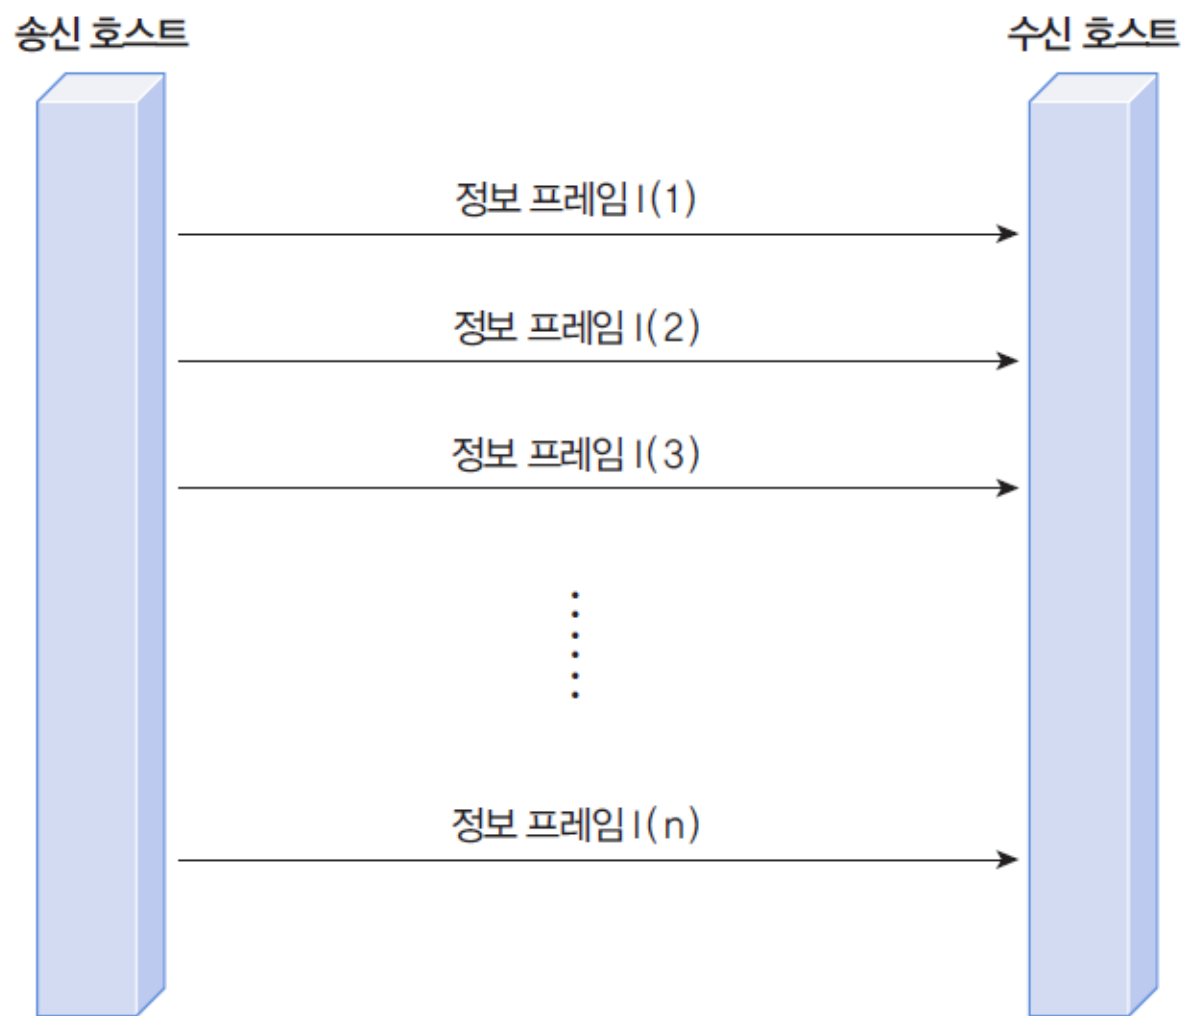 송신 호스트
수신 호스트
정보 프레임 I(1)
정보 프레임 I(2)
정보 프레임 I(3)
정보 프레임 I(n)